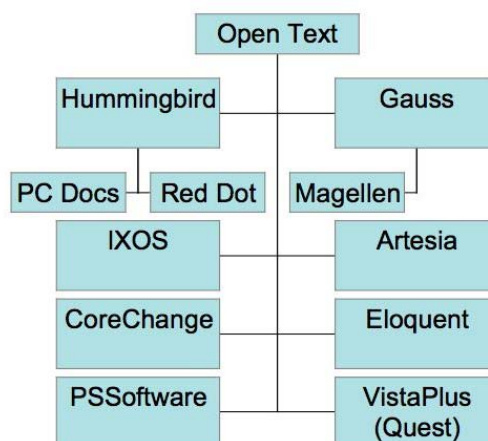 Open Text
Hummingbird
Gauss
PC Docs
Red Dot
Magellen
IXOS
Artesia
CoreChange
Eloquent
PSSoftware
VistaPlus
(Quest)